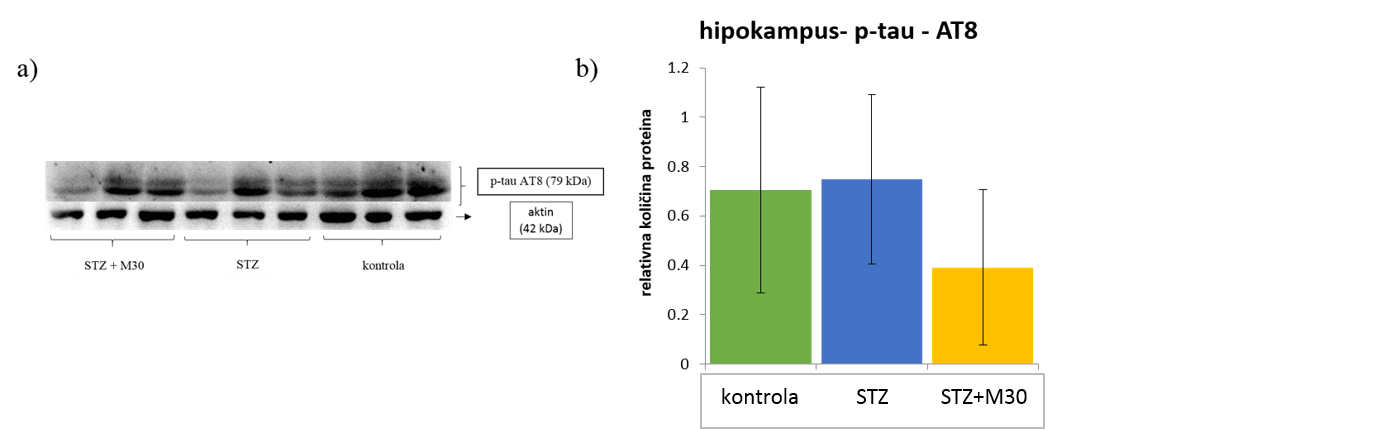 a)
p-tau AT8 (79 kDa)
aktin
(42 kDa)
STZ + M30
STZ
kontrola
b)
hipokampus- p-tau - AT8
relativna količina proteina
1.2
1
0.8
0.6
0.4
0.2
0
kontrola
STZ
STZ+M30